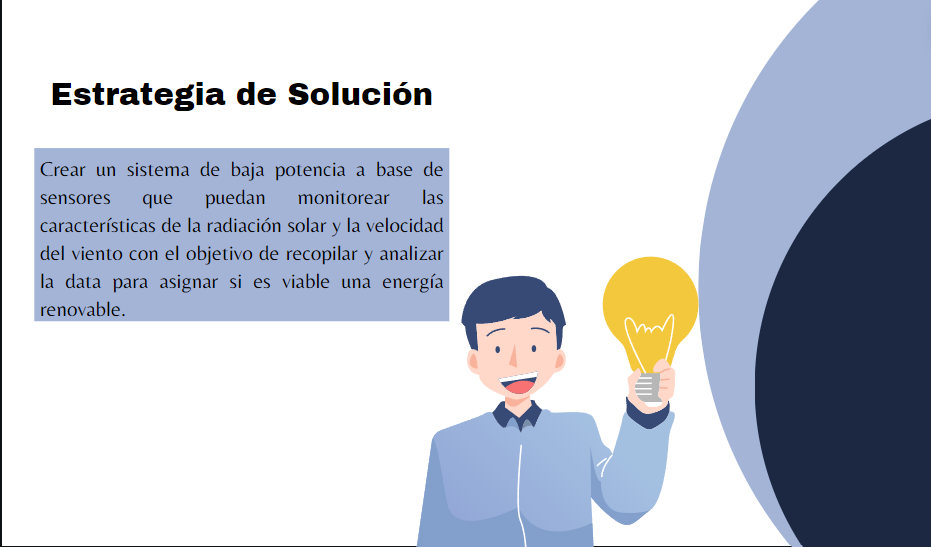 Estrategia de Solución
Crear un sistema de baja potencia a base de
sensores que puedan monitorear las
características de la radiación solar y la velocidad
del viento con el objetivo de recopilar y analizar
la data para asignar si es viable una energía
renovable.